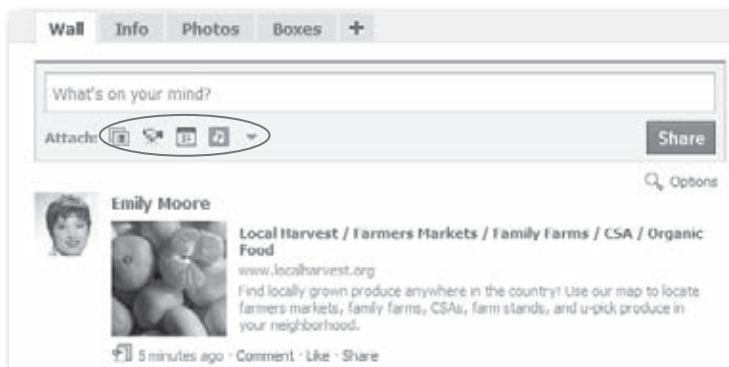 Wall Info Photos Boxes +
What's on your mind?
Attach: 31
Share
Options
Emily Moore
Local Harvest / Farmers Markets / Family Farms / CSA / Organic
Food
www.localharvest.org
Find locally grown produce anywhere in the country! Use our map to locate
farmers markets, family farms, CSAs, farm stands, and u-pick produce in
your neighborhood.
5 minutes ago · Comment · Like · Share